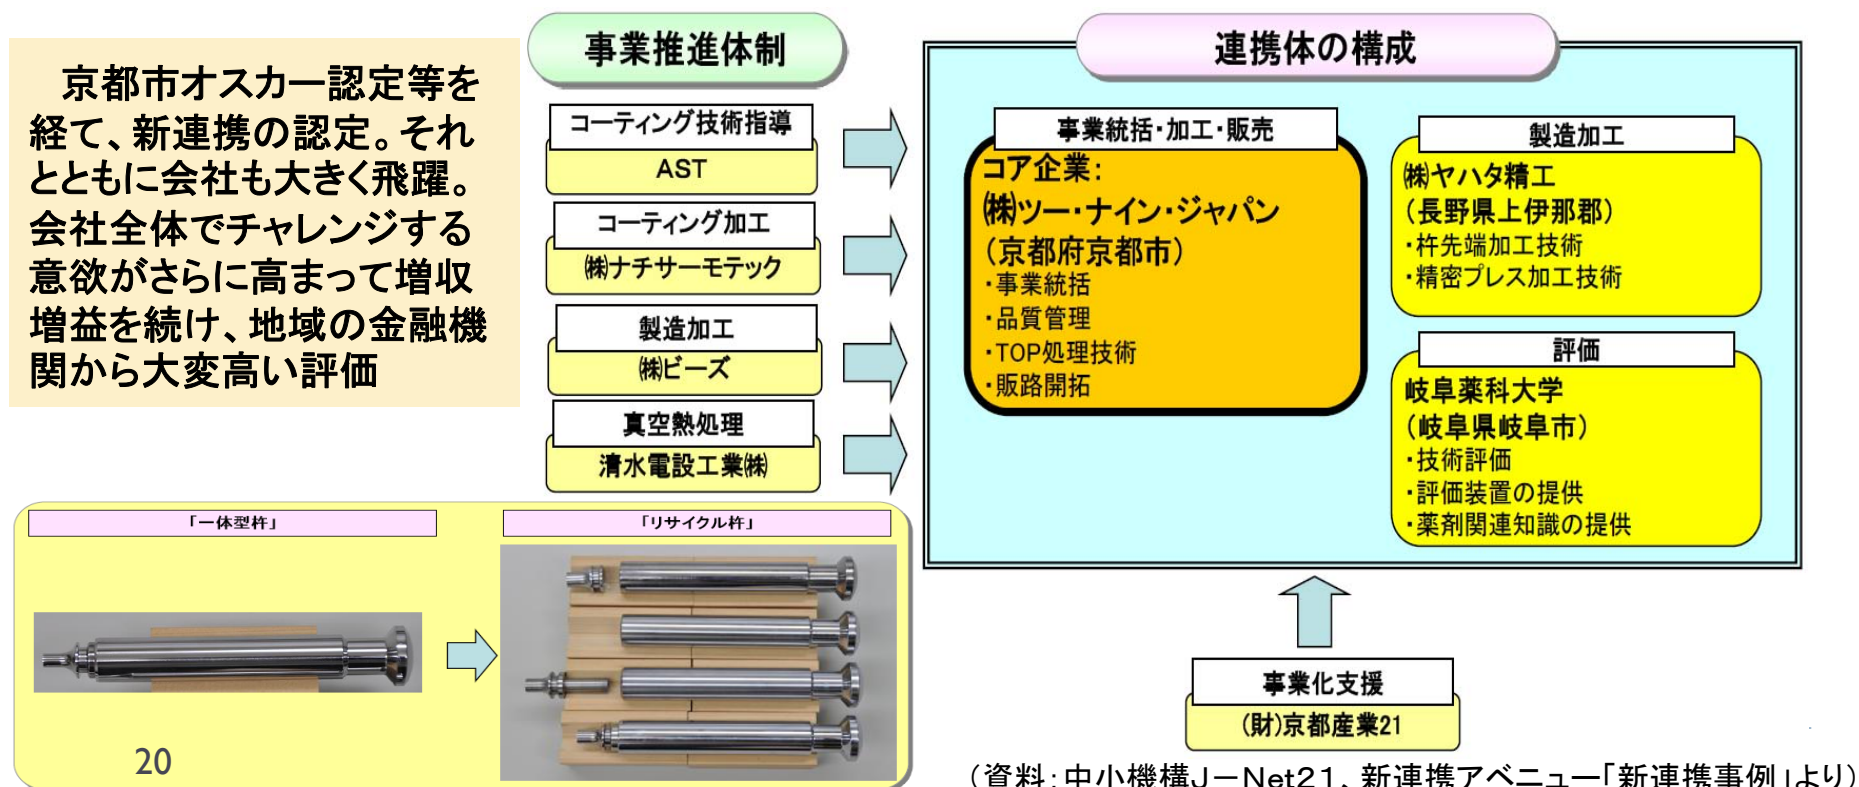 京都市オスカー認定等を
経て、新連携の認定。それ
とともに会社も大きく飛躍。
会社全体でチャレンジする
意欲がさらに高まって増収
増益を続け、地域の金融機
関から大変高い評価
事業推進体制
コーティング技術指導
AST
コーティング加工
㈱ナチサーモテック
製造加工
㈱ビーズ
真空熱処理
清水電設工業㈱
連携体の構成
事業統括・加工・販売
コア企業:
㈱ツー・ナイン・ジャパン
(京都府京都市)
・事業統括
・品質管理
・TOP処理技術
・販路開拓
製造加工
㈱ヤハタ精工
(長野県上伊那郡)
・杵先端加工技術
・精密プレス加工技術
評価
岐阜薬科大学
(岐阜県岐阜市)
・技術評価
・評価装置の提供
・薬剤関連知識の提供
事業化支援
(財)京都産業21
「一体型杵」
「リサイクル杵」
20
(資料:中小機構J-Net21、新連携アベニュー「新連携事例」より)